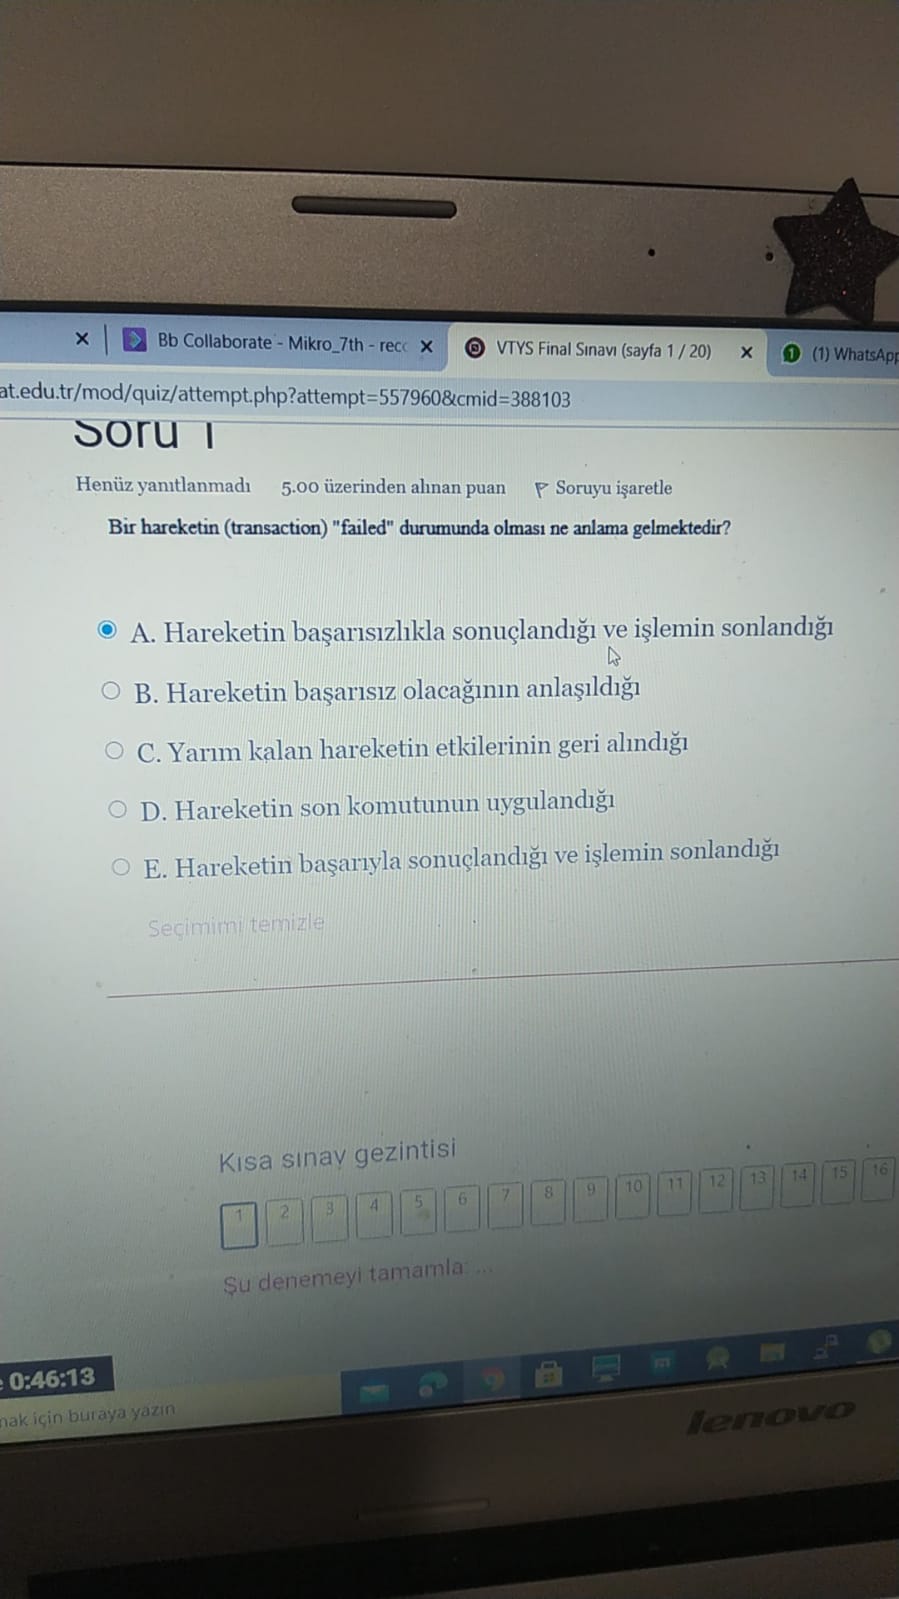 Bb Collaborate - Mikro_7th - reco
VTYS Final Sınavı (sayfa 1 / 20)
(1) WhatsApp
at.edu.tr/mod/quiz/attempt.php?attempt=557960&cmid=388103
Soru 1
Henüz yanıtlanmadı 5.00 üzerinden alınan puan Soruyu işaretle
Bir hareketin (transaction) "failed" durumunda olması ne anlama gelmektedir?
A. Hareketin başarısızlıkla sonuçlandığı ve işlemin sonlandığı
B. Hareketin başarısız olacağının anlaşıldığı
C. Yarım kalan hareketin etkilerinin geri alındığı
D. Hareketin son komutunun uygulandığı
E. Hareketin başarıyla sonuçlandığı ve işlemin sonlandığı
Seçimimi temizle
Kısa sınav gezintisi
1 2 3 4 5 6 7 8 9 10 11 12 13 14 15 16
Şu denemeyi tamamla: ...
e 0:46:13
mak için buraya yazın
lenovo